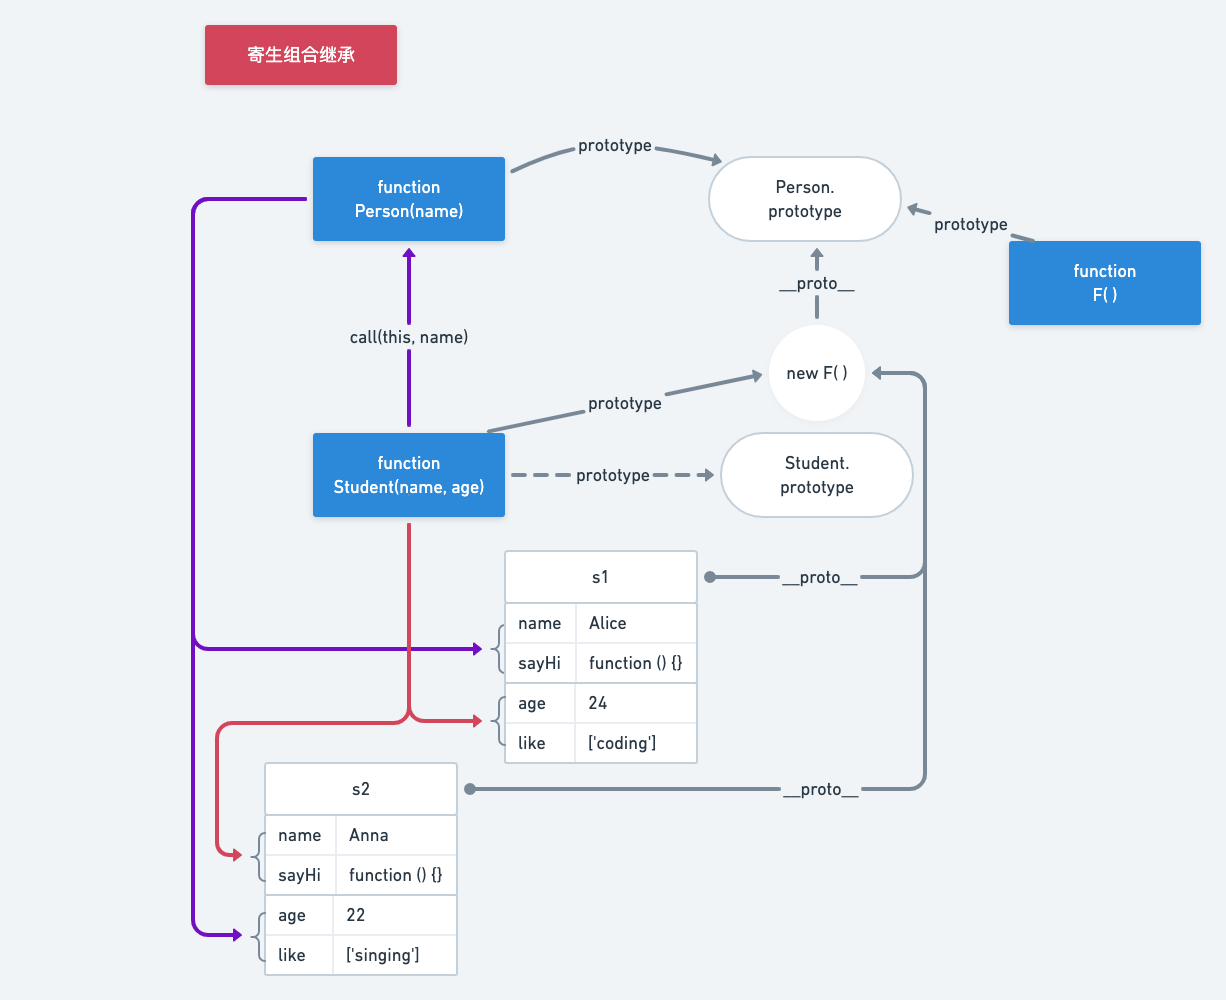 寄生组合继承
prototype
function
Person(name)
Person.
prototype
prototype
function
F( )
__proto__
call(this, name)
new F( )
prototype
function
Student(name, age)
prototype
Student.
prototype
s1
__proto__
name Alice
sayHi function () {}
age 24
like ['coding']
s2
__proto__
name Anna
sayHi function () {}
age 22
like ['singing']